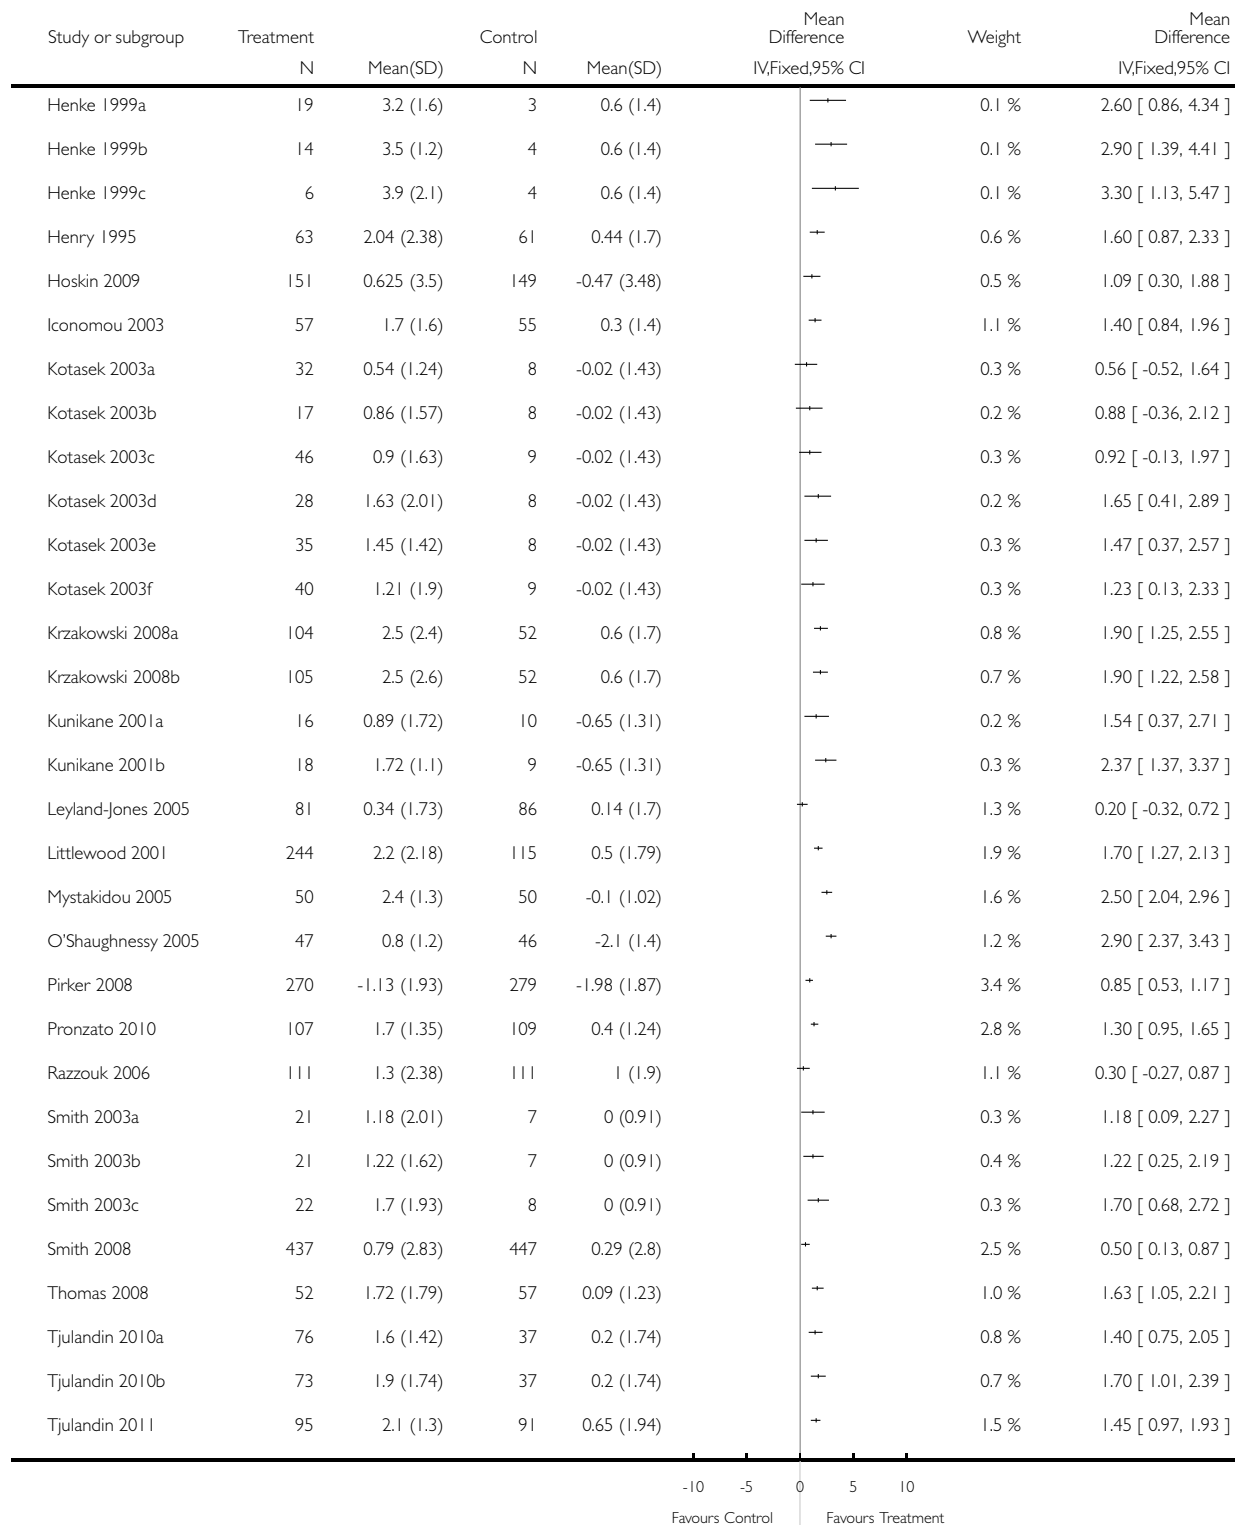 Mean Mean
Study or subgroup Treatment Control Difference Weight Difference
N Mean(SD) N Mean(SD) IV,Fixed,95% CI IV,Fixed,95% CI
Henke 1999a 19 3.2 (1.6) 3 0.6 (1.4) 0.1 % 2.60 [ 0.86, 4.34 ]
Henke 1999b 14 3.5 (1.2) 4 0.6 (1.4) 0.1 % 2.90 [ 1.39, 4.41 ]
Henke 1999c 6 3.9 (2.1) 4 0.6 (1.4) 0.1 % 3.30 [ 1.13, 5.47 ]
Henry 1995 63 2.04 (2.38) 61 0.44 (1.7) 0.6 % 1.60 [ 0.87, 2.33 ]
Hoskin 2009 151 0.625 (3.5) 149 -0.47 (3.48) 0.5 % 1.09 [ 0.30, 1.88 ]
Iconomou 2003 57 1.7 (1.6) 55 0.3 (1.4) 1.1 % 1.40 [ 0.84, 1.96 ]
Kotasek 2003a 32 0.54 (1.24) 8 -0.02 (1.43) 0.3 % 0.56 [ -0.52, 1.64 ]
Kotasek 2003b 17 0.86 (1.57) 8 -0.02 (1.43) 0.2 % 0.88 [ -0.36, 2.12 ]
Kotasek 2003c 46 0.9 (1.63) 9 -0.02 (1.43) 0.3 % 0.92 [ -0.13, 1.97 ]
Kotasek 2003d 28 1.63 (2.01) 8 -0.02 (1.43) 0.2 % 1.65 [ 0.41, 2.89 ]
Kotasek 2003e 35 1.45 (1.42) 8 -0.02 (1.43) 0.3 % 1.47 [ 0.37, 2.57 ]
Kotasek 2003f 40 1.21 (1.9) 9 -0.02 (1.43) 0.3 % 1.23 [ 0.13, 2.33 ]
Krzakowski 2008a 104 2.5 (2.4) 52 0.6 (1.7) 0.8 % 1.90 [ 1.25, 2.55 ]
Krzakowski 2008b 105 2.5 (2.6) 52 0.6 (1.7) 0.7 % 1.90 [ 1.22, 2.58 ]
Kunikane 2001a 16 0.89 (1.72) 10 -0.65 (1.31) 0.2 % 1.54 [ 0.37, 2.71 ]
Kunikane 2001b 18 1.72 (1.1) 9 -0.65 (1.31) 0.3 % 2.37 [ 1.37, 3.37 ]
Leyland-Jones 2005 81 0.34 (1.73) 86 0.14 (1.7) 1.3 % 0.20 [ -0.32, 0.72 ]
Littlewood 2001 244 2.2 (2.18) 115 0.5 (1.79) 1.9 % 1.70 [ 1.27, 2.13 ]
Mystakidou 2005 50 2.4 (1.3) 50 -0.1 (1.02) 1.6 % 2.50 [ 2.04, 2.96 ]
O'Shaughnessy 2005 47 0.8 (1.2) 46 -2.1 (1.4) 1.2 % 2.90 [ 2.37, 3.43 ]
Pirker 2008 270 -1.13 (1.93) 279 -1.98 (1.87) 3.4 % 0.85 [ 0.53, 1.17 ]
Pronzato 2010 107 1.7 (1.35) 109 0.4 (1.24) 2.8 % 1.30 [ 0.95, 1.65 ]
Razzouk 2006 111 1.3 (2.38) 111 1 (1.9) 1.1 % 0.30 [ -0.27, 0.87 ]
Smith 2003a 21 1.18 (2.01) 7 0 (0.91) 0.3 % 1.18 [ 0.09, 2.27 ]
Smith 2003b 21 1.22 (1.62) 7 0 (0.91) 0.4 % 1.22 [ 0.25, 2.19 ]
Smith 2003c 22 1.7 (1.93) 8 0 (0.91) 0.3 % 1.70 [ 0.68, 2.72 ]
Smith 2008 437 0.79 (2.83) 447 0.29 (2.8) 2.5 % 0.50 [ 0.13, 0.87 ]
Thomas 2008 52 1.72 (1.79) 57 0.09 (1.23) 1.0 % 1.63 [ 1.05, 2.21 ]
Tjulandin 2010a 76 1.6 (1.42) 37 0.2 (1.74) 0.8 % 1.40 [ 0.75, 2.05 ]
Tjulandin 2010b 73 1.9 (1.74) 37 0.2 (1.74) 0.7 % 1.70 [ 1.01, 2.39 ]
Tjulandin 2011 95 2.1 (1.3) 91 0.65 (1.94) 1.5 % 1.45 [ 0.97, 1.93 ]
-10 -5 0 5 10
Favours Control Favours Treatment